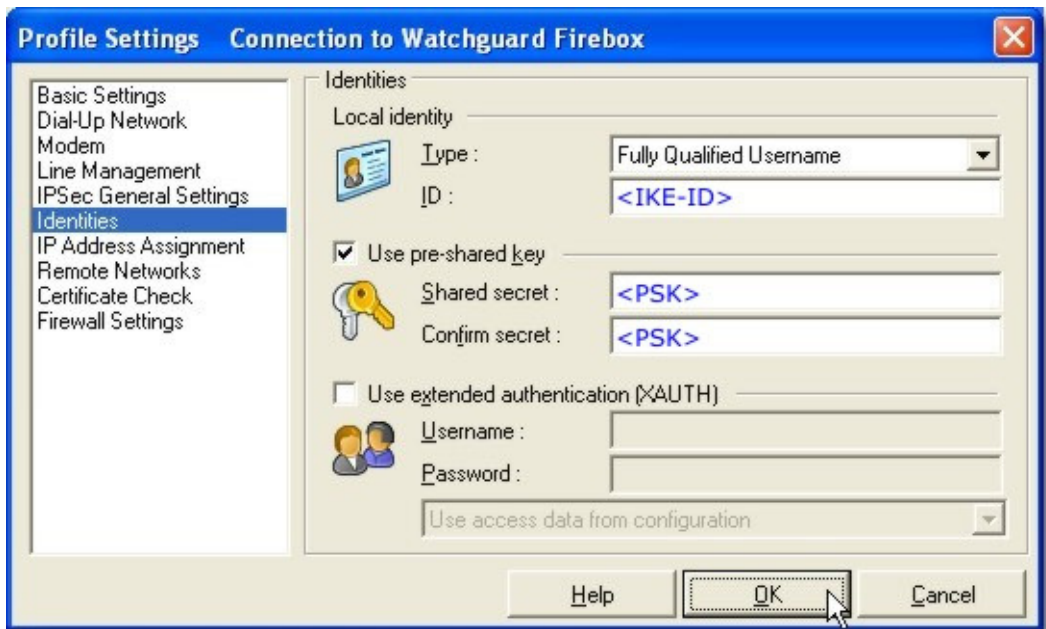 Profile Settings Connection to Watchguard Firebox
Basic Settings
Dial-Up Network
Modem
Line Management
IPSec General Settings
Identities
IP Address Assignment
Remote Networks
Certificate Check
Firewall Settings
Identities
Local identity
Type :
Fully Qualified Username
ID :
<IKE-ID>
Use pre-shared key
Shared secret :
<PSK>
Confirm secret :
<PSK>
Use extended authentication (XAUTH)
Username :
Password :
Use access data from configuration
Help
OK
Cancel